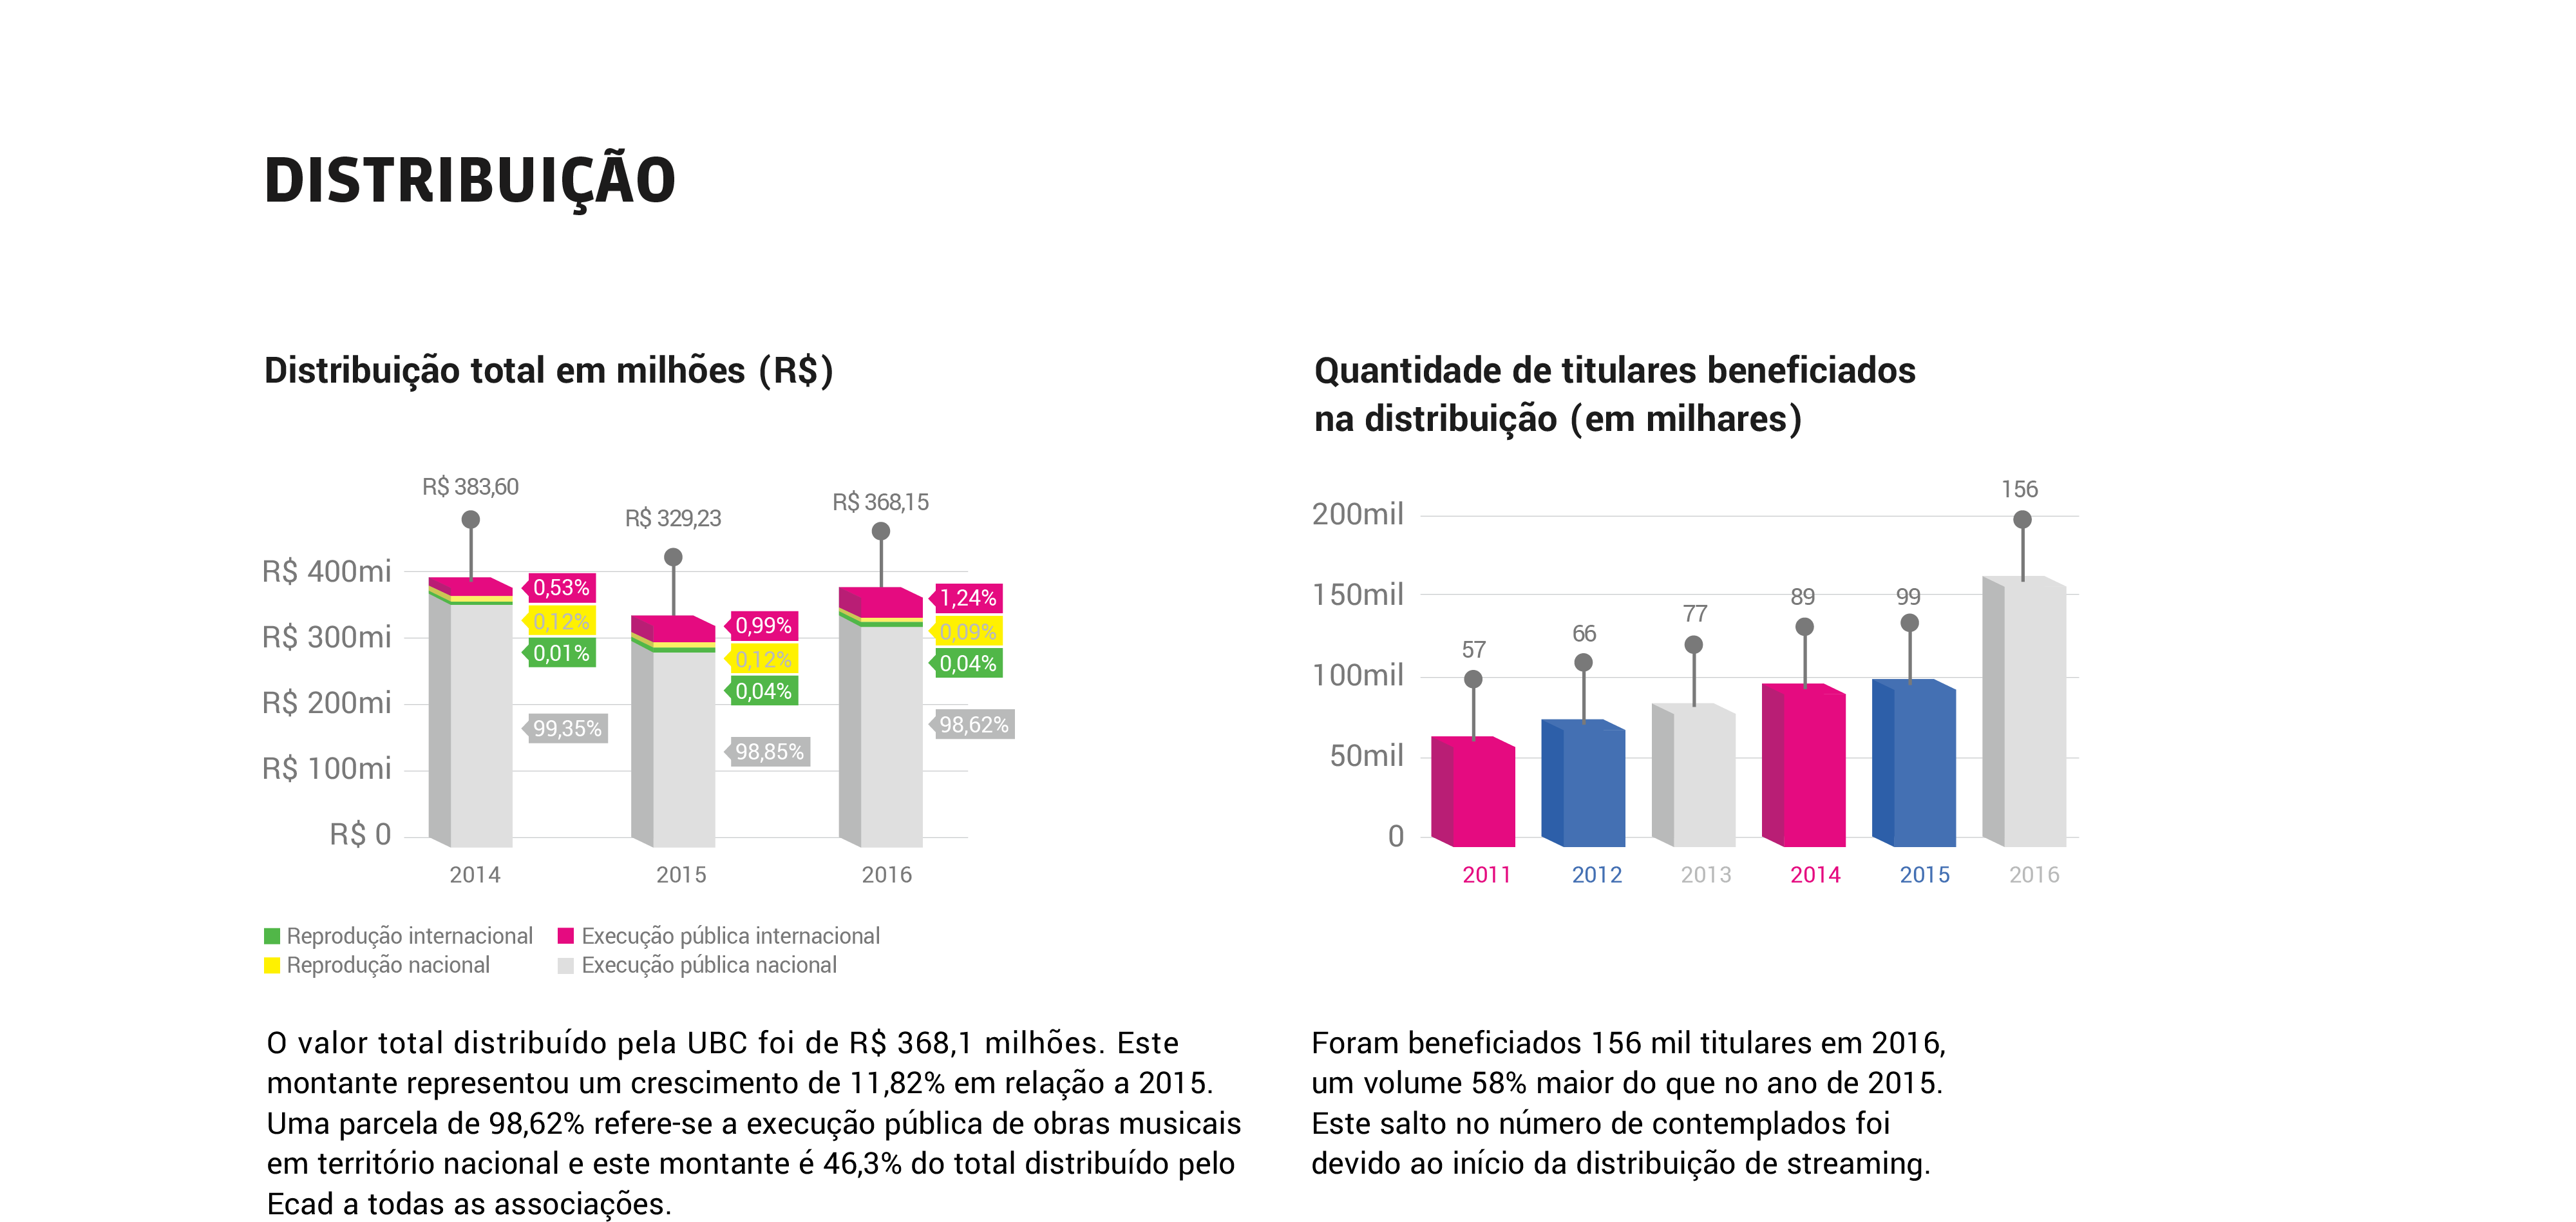 DISTRIBUIÇÃO
Distribuição total em milhões (R$)
R$ 383,60
R$ 329,23
R$ 368,15
R$ 400mi
R$ 300mi
R$ 200mi
R$ 100mi
R$ 0
0,53%
0,12%
0,01%
99,35%
0,99%
0,12%
0,04%
98,85%
1,24%
0,09%
0,04%
98,62%
2014
2015
2016
Reprodução internacional
Execução pública internacional
Reprodução nacional
Execução pública nacional
O valor total distribuído pela UBC foi de R$ 368,1 milhões. Este
montante representou um crescimento de 11,82% em relação a 2015.
Uma parcela de 98,62% refere-se a execução pública de obras musicais
em território nacional e este montante é 46,3% do total distribuído pelo
Ecad a todas as associações.
Quantidade de titulares beneficiados
na distribuição (em milhares)
200mil
150mil
100mil
50mil
0
57
66
77
89
99
156
2011
2012
2013
2014
2015
2016
Foram beneficiados 156 mil titulares em 2016,
um volume 58% maior do que no ano de 2015.
Este salto no número de contemplados foi
devido ao início da distribuição de streaming.